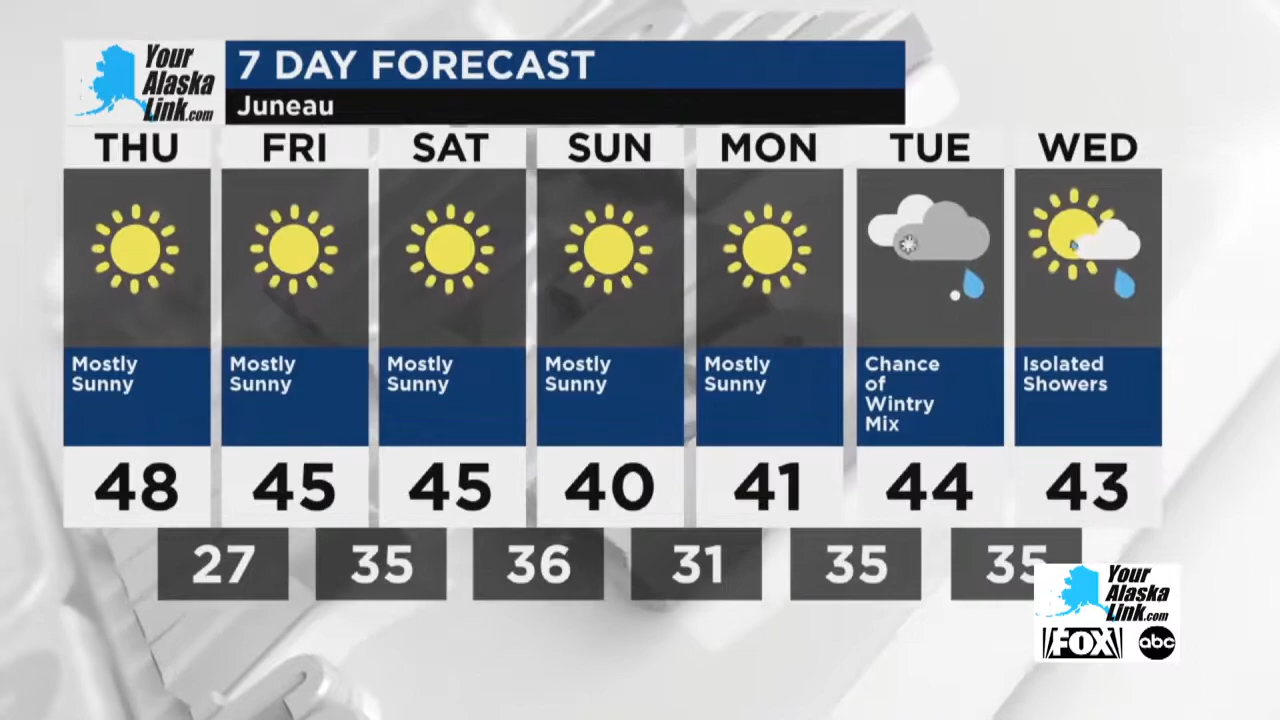 Your
Alaska
Link.com
7 DAY FORECAST
Juneau
THU FRI SAT SUN MON TUE WED
Mostly
Sunny
Mostly
Sunny
Mostly
Sunny
Mostly
Sunny
Mostly
Sunny
Chance
of
Wintry
Mix
Isolated
Showers
48 45 45 40 41 44 43
27 35 36 31 35 35
Your
Alaska
Link.com
FOX abc